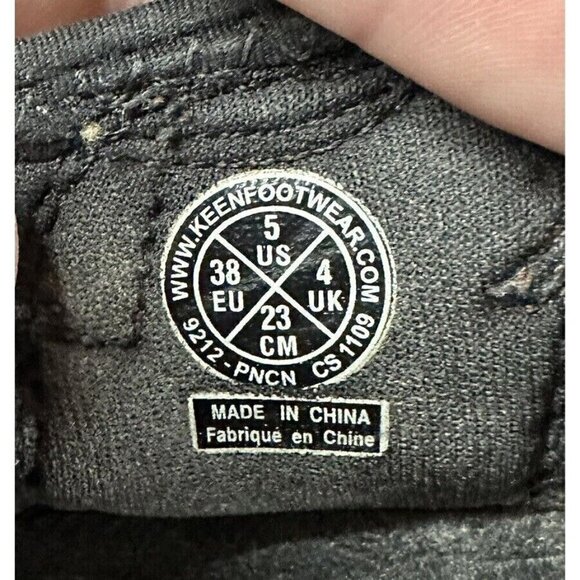 WWW.KEENFOOTWEAR.COM
5
US
38
EU
4
UK
23
CM
9212 - PNCN CS 1109
MADE IN CHINA
Fabriqué en Chine